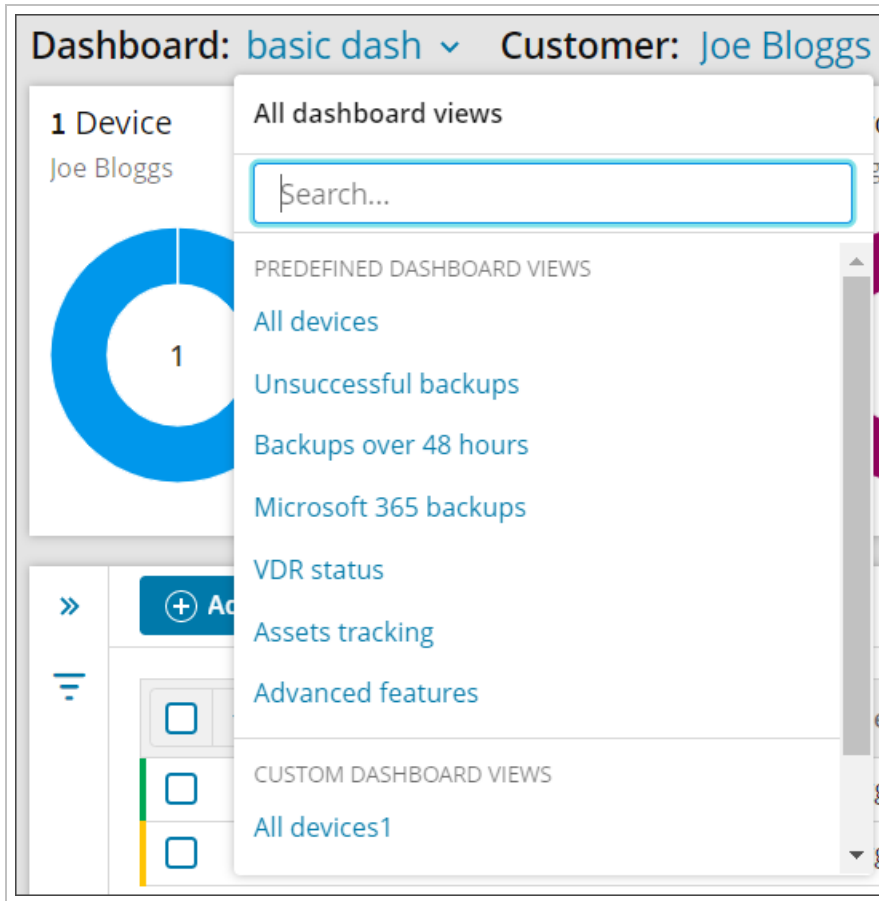 Dashboard: basic dash Customer: Joe Bloggs
All dashboard views
1 Device
Joe Bloggs
Search...
PREDEFINED DASHBOARD VIEWS
All devices
1
Unsuccessful backups
Backups over 48 hours
Microsoft 365 backups
VDR status
Assets tracking
Advanced features
CUSTOM DASHBOARD VIEWS
All devices1